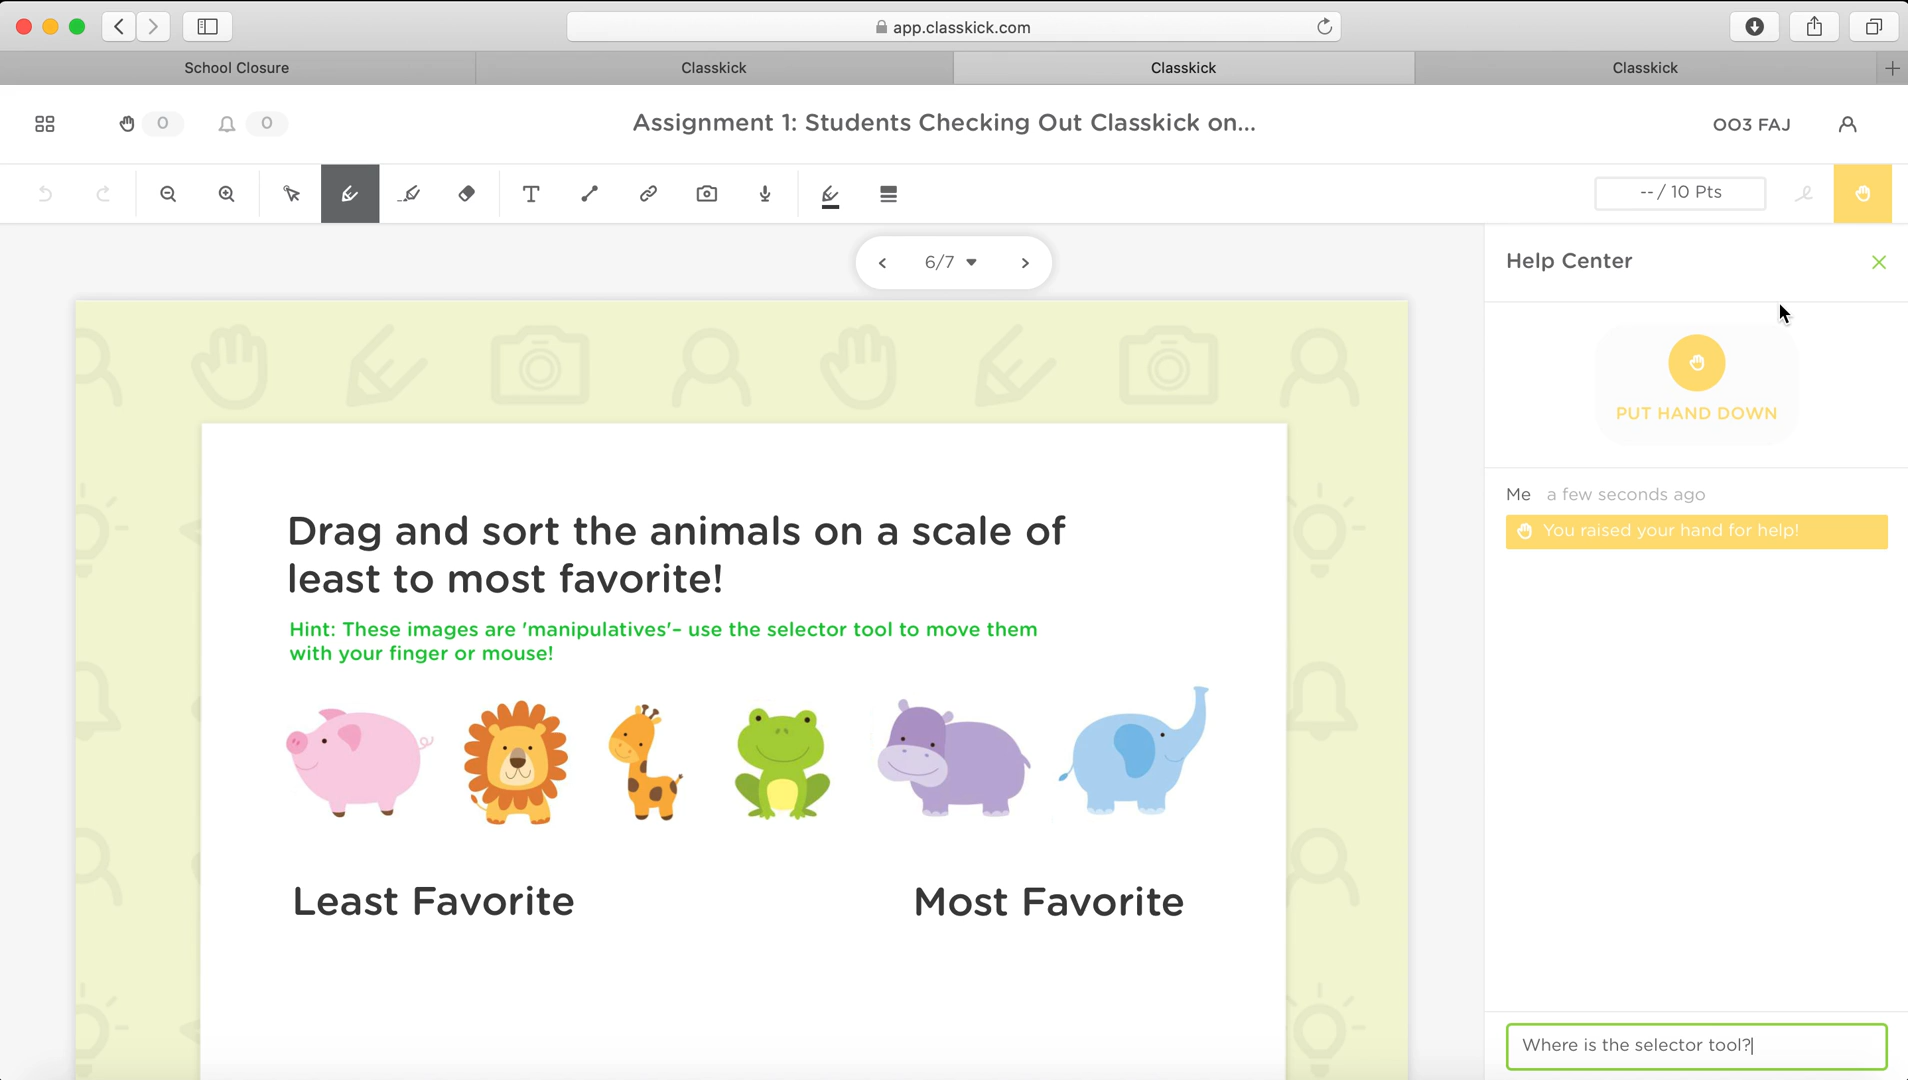 app.classkick.com
School Closure
Classkick
Classkick
Classkick
0
0
Assignment 1: Students Checking Out Classkick on...
OO3 FAJ
-- / 10 Pts
6/7
Help Center
PUT HAND DOWN
Me a few seconds ago
You raised your hand for help!
Drag and sort the animals on a scale of
least to most favorite!
Hint: These images are 'manipulatives'– use the selector tool to move them
with your finger or mouse!
Least Favorite
Most Favorite
Where is the selector tool?